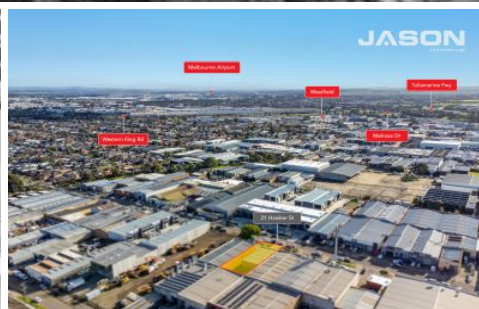 JASON
Melbourne Airport
Westfield
Tullamarine Fwy
Western Ring Rd
Melrose Dr
21 Hawker St